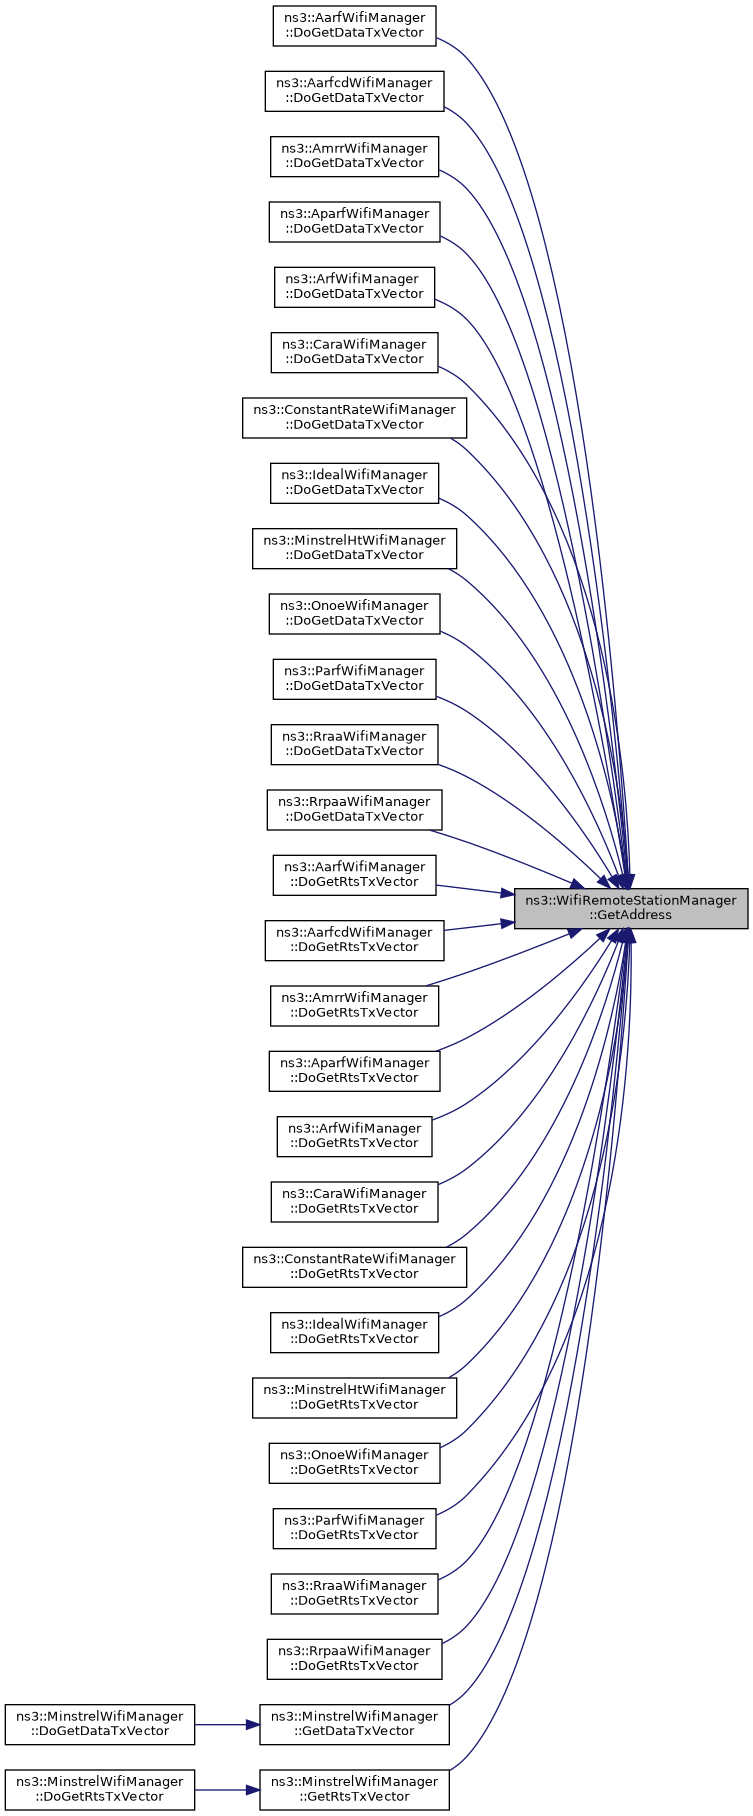 ns3::AarfWifiManager
::DoGetDataTxVector
ns3::AarfcdWifiManager
::DoGetDataTxVector
ns3::AmrrWifiManager
::DoGetDataTxVector
ns3::AparfWifiManager
::DoGetDataTxVector
ns3::ArfWifiManager
::DoGetDataTxVector
ns3::CaraWifiManager
::DoGetDataTxVector
ns3::ConstantRateWifiManager
::DoGetDataTxVector
ns3::IdealWifiManager
::DoGetDataTxVector
ns3::MinstrelHtWifiManager
::DoGetDataTxVector
ns3::OnoeWifiManager
::DoGetDataTxVector
ns3::ParfWifiManager
::DoGetDataTxVector
ns3::RraaWifiManager
::DoGetDataTxVector
ns3::RrpaaWifiManager
::DoGetDataTxVector
ns3::AarfWifiManager
::DoGetRtsTxVector
ns3::WifiRemoteStationManager
::GetAddress
ns3::AarfcdWifiManager
::DoGetRtsTxVector
ns3::AmrrWifiManager
::DoGetRtsTxVector
ns3::AparfWifiManager
::DoGetRtsTxVector
ns3::ArfWifiManager
::DoGetRtsTxVector
ns3::CaraWifiManager
::DoGetRtsTxVector
ns3::ConstantRateWifiManager
::DoGetRtsTxVector
ns3::IdealWifiManager
::DoGetRtsTxVector
ns3::MinstrelHtWifiManager
::DoGetRtsTxVector
ns3::OnoeWifiManager
::DoGetRtsTxVector
ns3::ParfWifiManager
::DoGetRtsTxVector
ns3::RraaWifiManager
::DoGetRtsTxVector
ns3::RrpaaWifiManager
::DoGetRtsTxVector
ns3::MinstrelWifiManager
::DoGetDataTxVector
ns3::MinstrelWifiManager
::GetDataTxVector
ns3::MinstrelWifiManager
::DoGetRtsTxVector
ns3::MinstrelWifiManager
::GetRtsTxVector